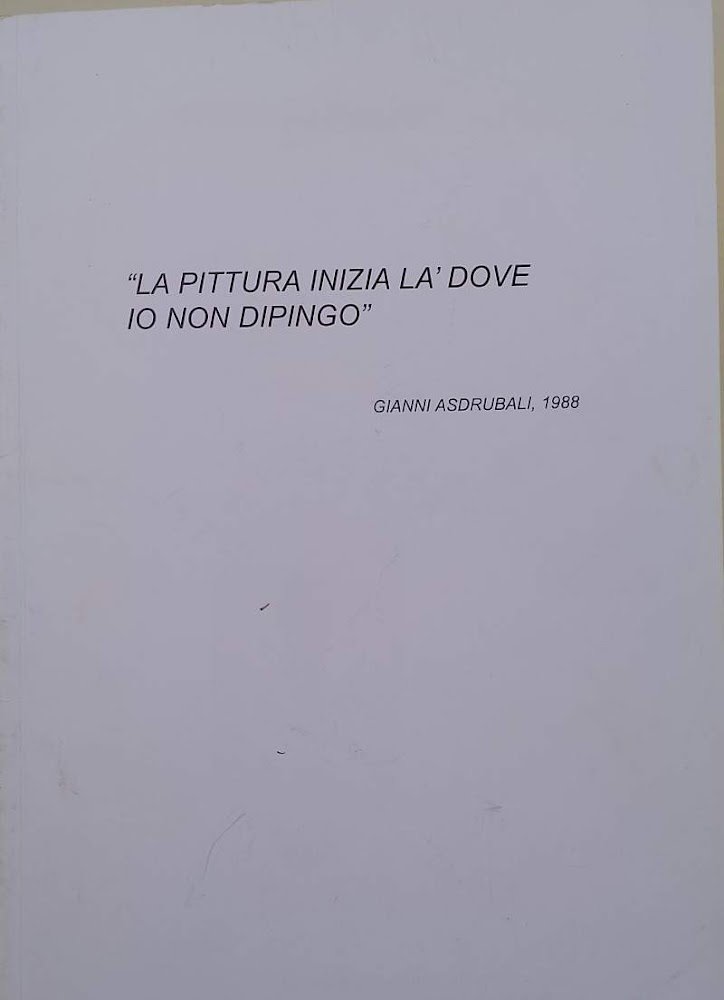 “LA PITTURA INIZIA LA’ DOVE
IO NON DIPINGO”
GIANNI ASDRUBALI, 1988